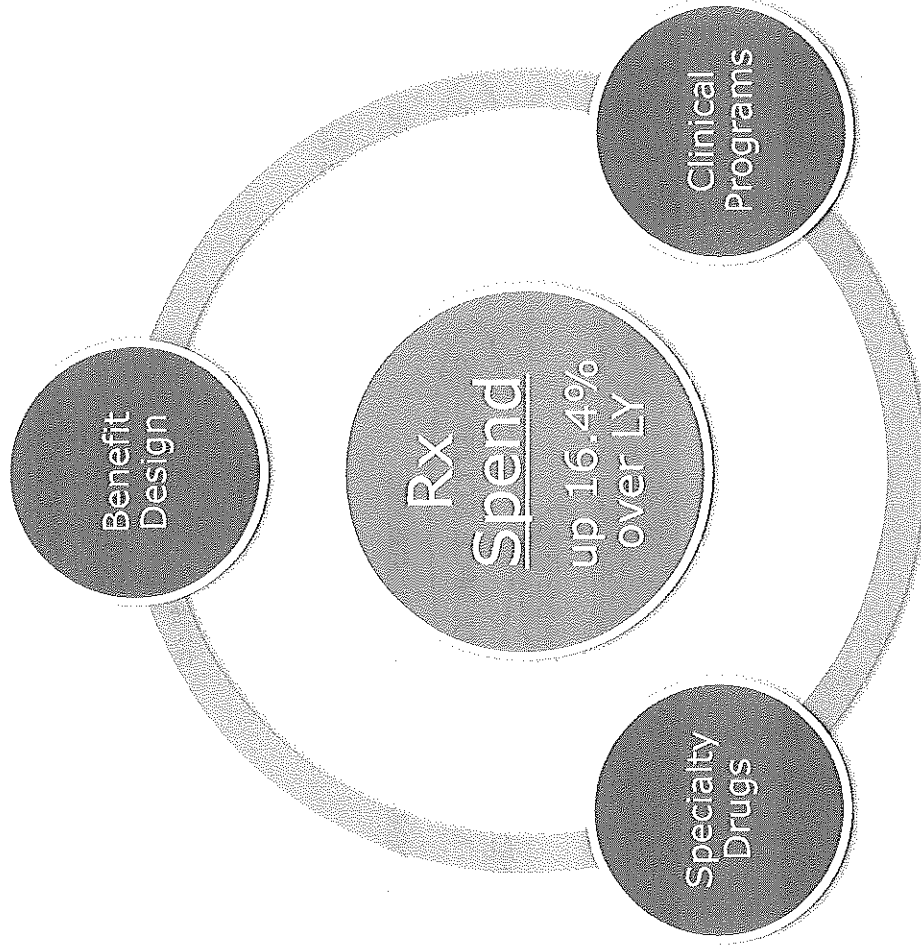 Benefit
Design
Rx
Spend
up 16.4%
over LY
Specialty
Drugs
Clinical
Programs